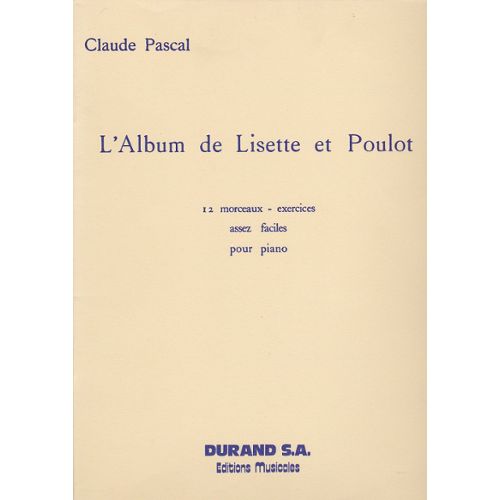 Claude Pascal
L'Album de Lisette et Poulot
12 morceaux - exercices
assez faciles
pour piano
DURAND S.A.
Editions Musicales